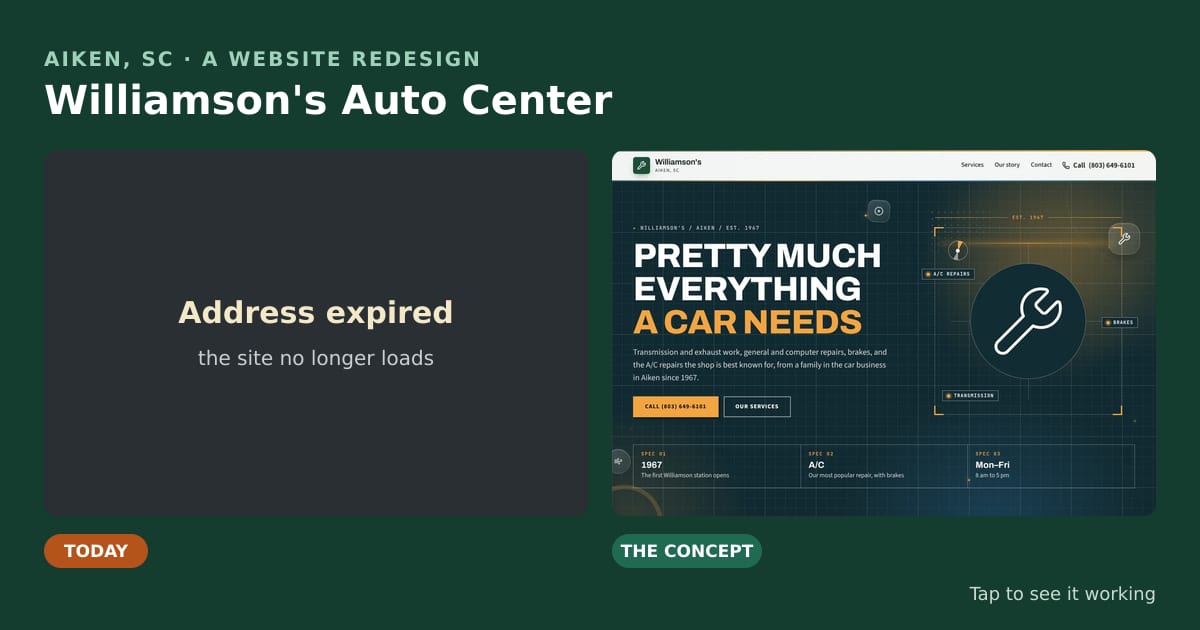 AIKEN, SC · A WEBSITE REDESIGN
Williamson's Auto Center
Address expired
the site no longer loads
TODAY
Williamson's
AIKEN, SC
Services Our story Contact Call (803) 649-6101
WILLIAMSON'S / AIKEN / EST. 1967
PRETTY MUCH
EVERYTHING
A CAR NEEDS
Transmission and exhaust work, general and computer repairs, brakes, and
the A/C repairs the shop is best known for, from a family in the car business
in Aiken since 1967.
CALL (803) 649-6101 OUR SERVICES
EST. 1967
A/C REPAIRS
BRAKES
TRANSMISSION
SPEC 01
1967
The first Williamson station opens
SPEC 02
A/C
Our most popular repair, with brakes
SPEC 03
Mon–Fri
8 am to 5 pm
THE CONCEPT
Tap to see it working